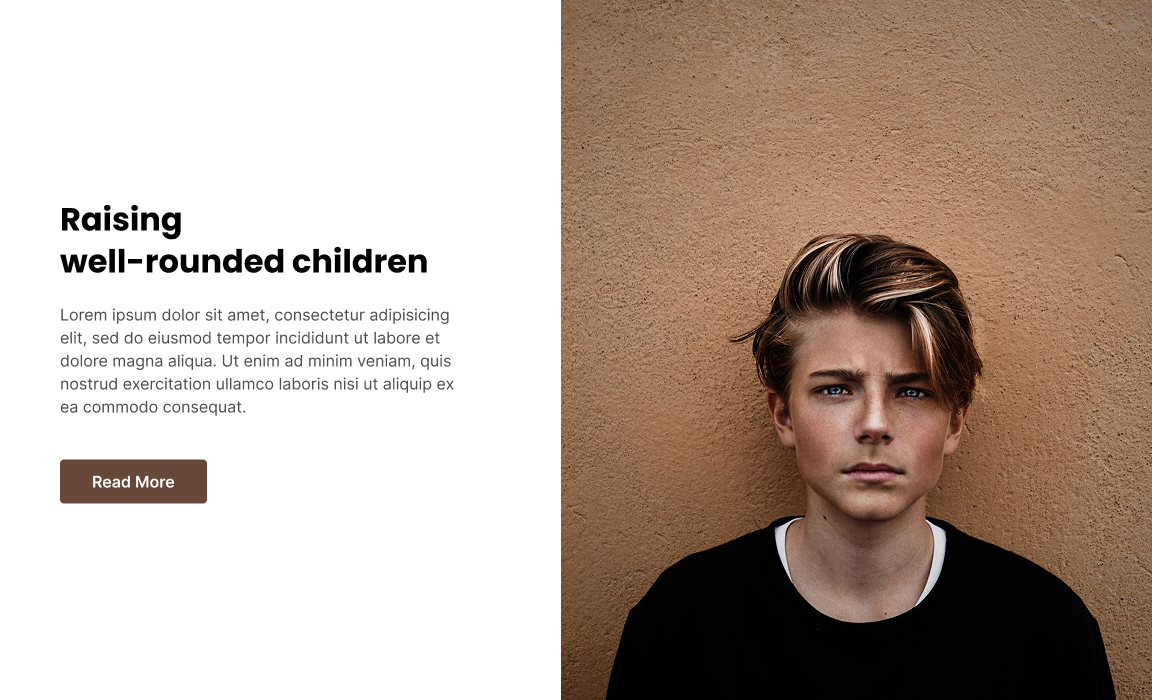 Raising
well-rounded children
Lorem ipsum dolor sit amet, consectetur adipisicing
elit, sed do eiusmod tempor incididunt ut labore et
dolore magna aliqua. Ut enim ad minim veniam, quis
nostrud exercitation ullamco laboris nisi ut aliquip ex
ea commodo consequat.
Read More